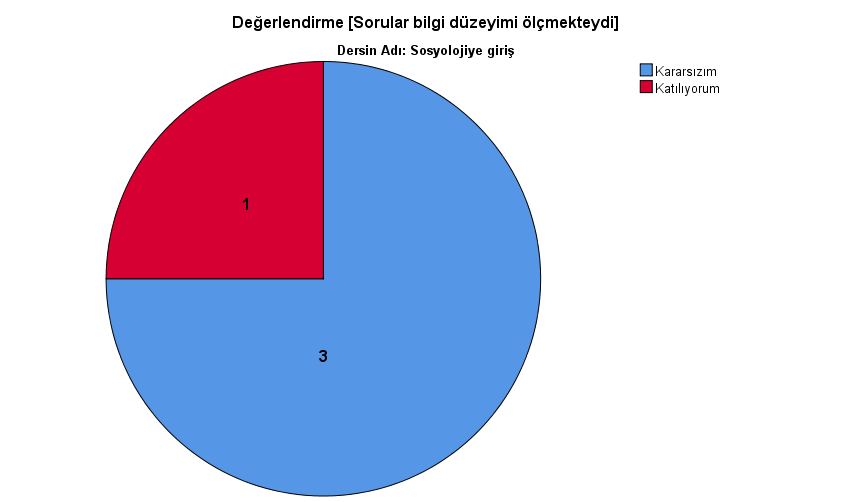 Değerlendirme [Sorular bilgi düzeyimi ölçmekteydi]
Dersin Adı: Sosyolojiye giriş
Kararsızım
Katılıyorum
1
3